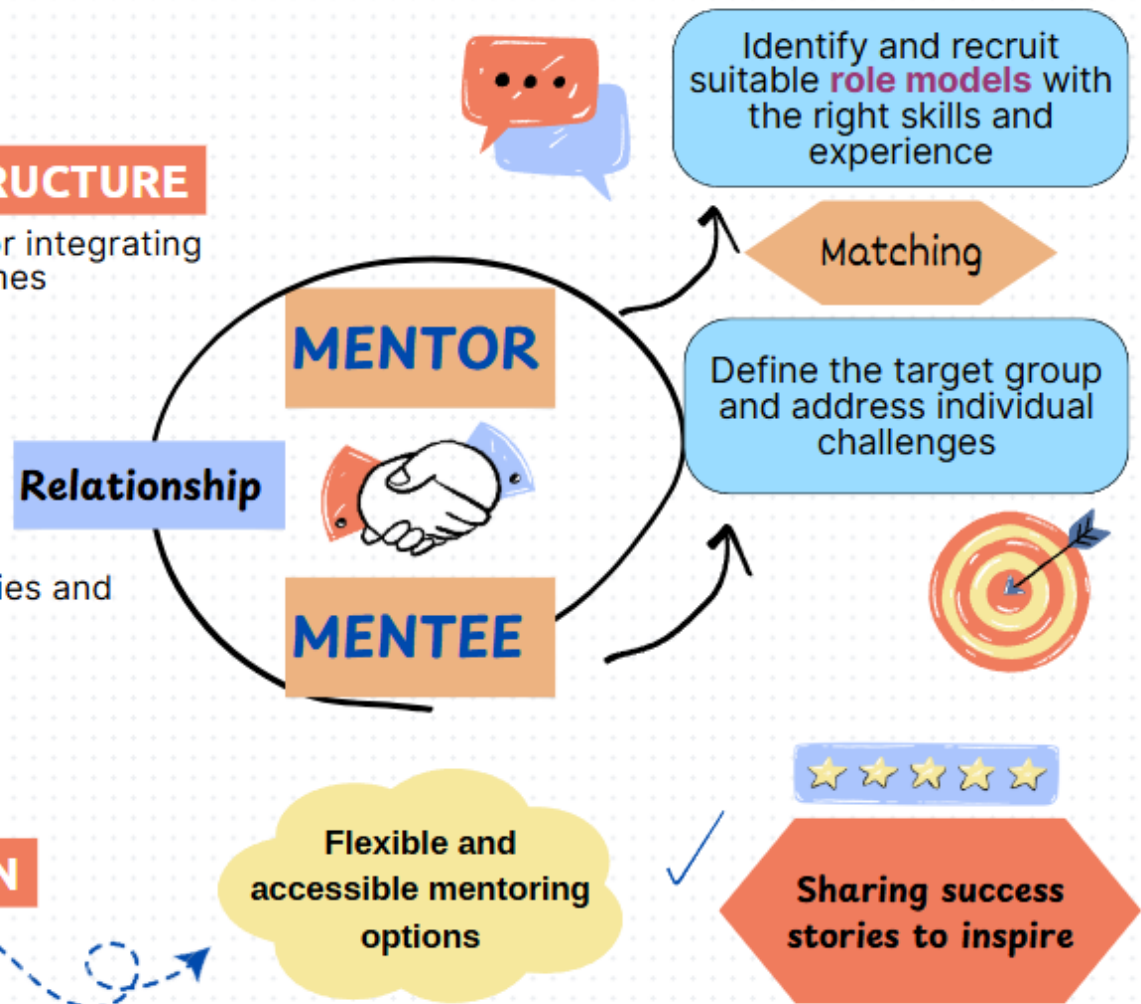 Identify and recruit
suitable role models with
the right skills and
experience
RUCTURE
or integrating
nes
Matching
MENTOR
Define the target group
and address individual
challenges
Relationship
ies and
MENTEE
N
Flexible and
accessible mentoring
options
Sharing success
stories to inspire